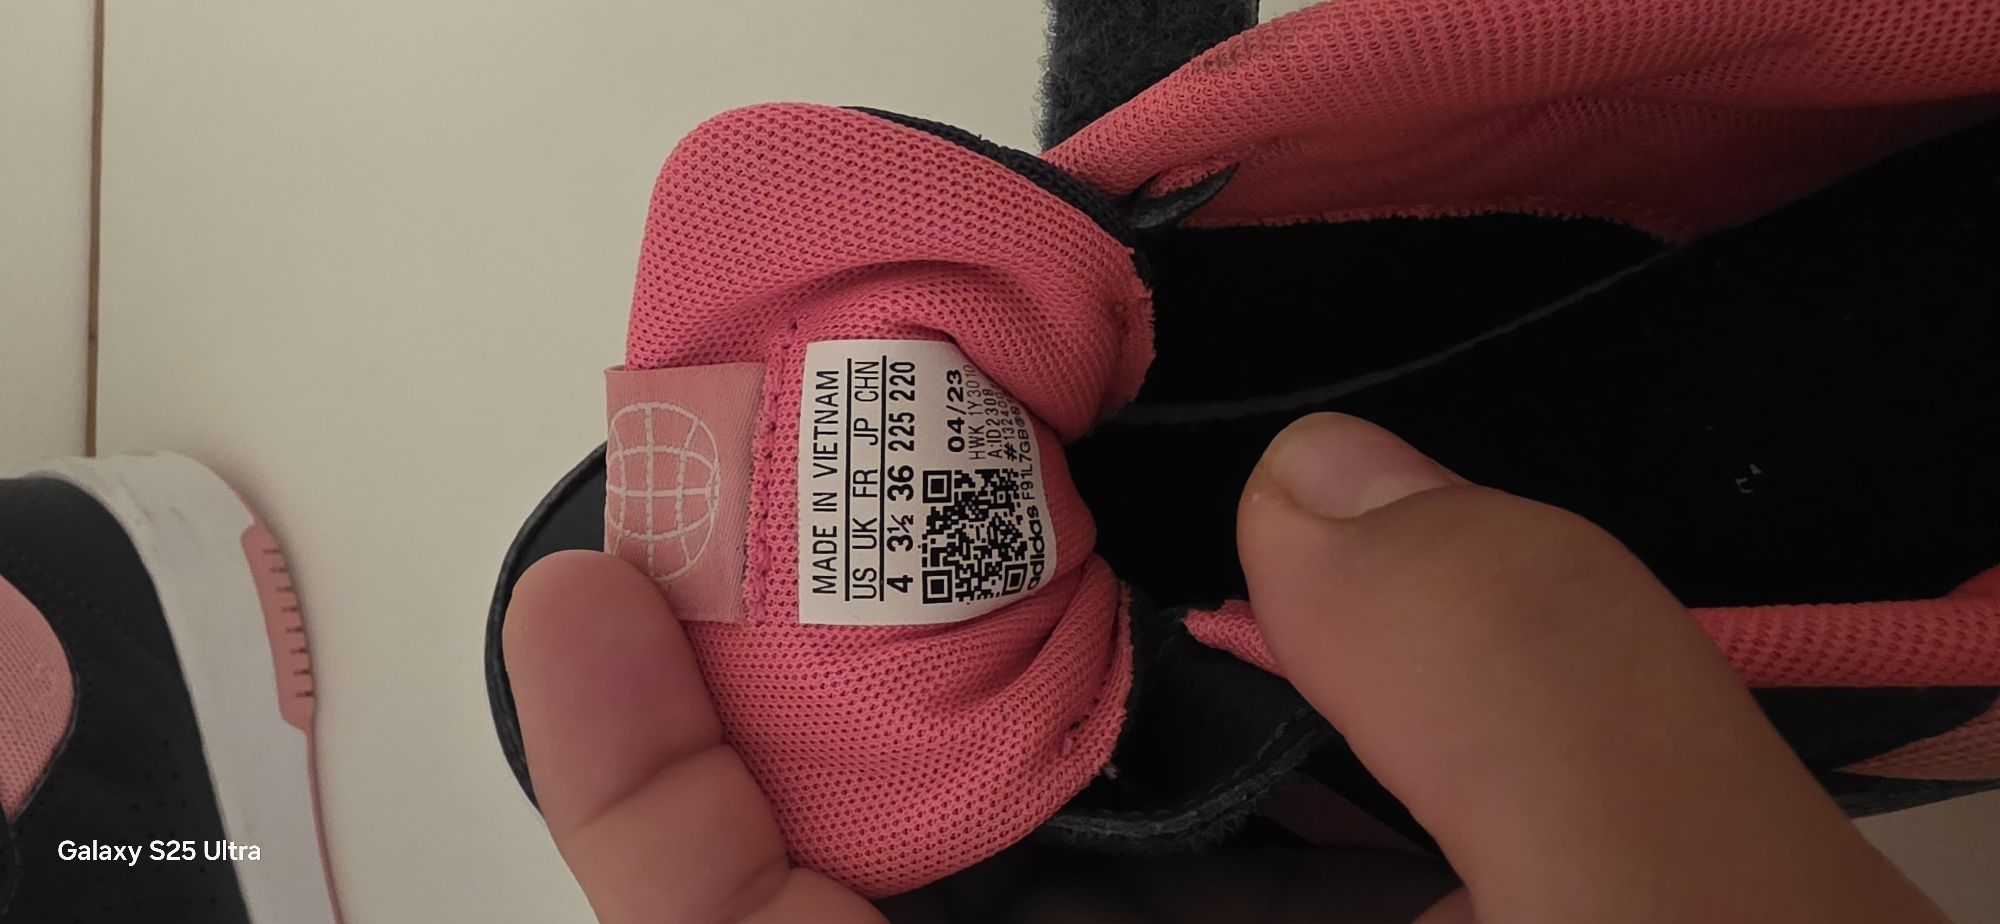 MADE IN VIETNAM
US UK FR JP CHN
4 3½ 36 225 220
04/23
HWK 1Y3010
adidas
Galaxy S25 Ultra